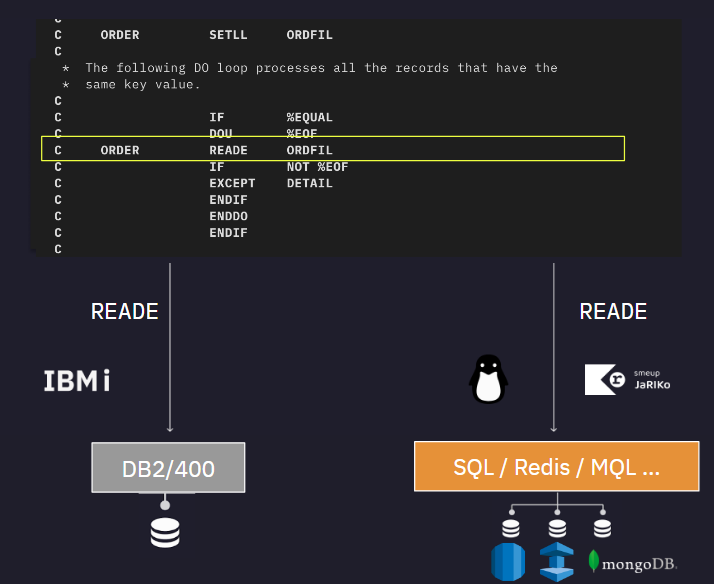 C
C ORDER SETLL ORDFIL
C
* The following DO loop processes all the records that have the
* same key value.
C
C IF %EQUAL
C DOU %EOF
C ORDER READE ORDFIL
C IF NOT %EOF
C EXCEPT DETAIL
C ENDIF
C ENDDO
C ENDIF
C
READE
READE
IBM i
smeup
JaRIKo
DB2/400
SQL / Redis / MQL ...
mongoDB.